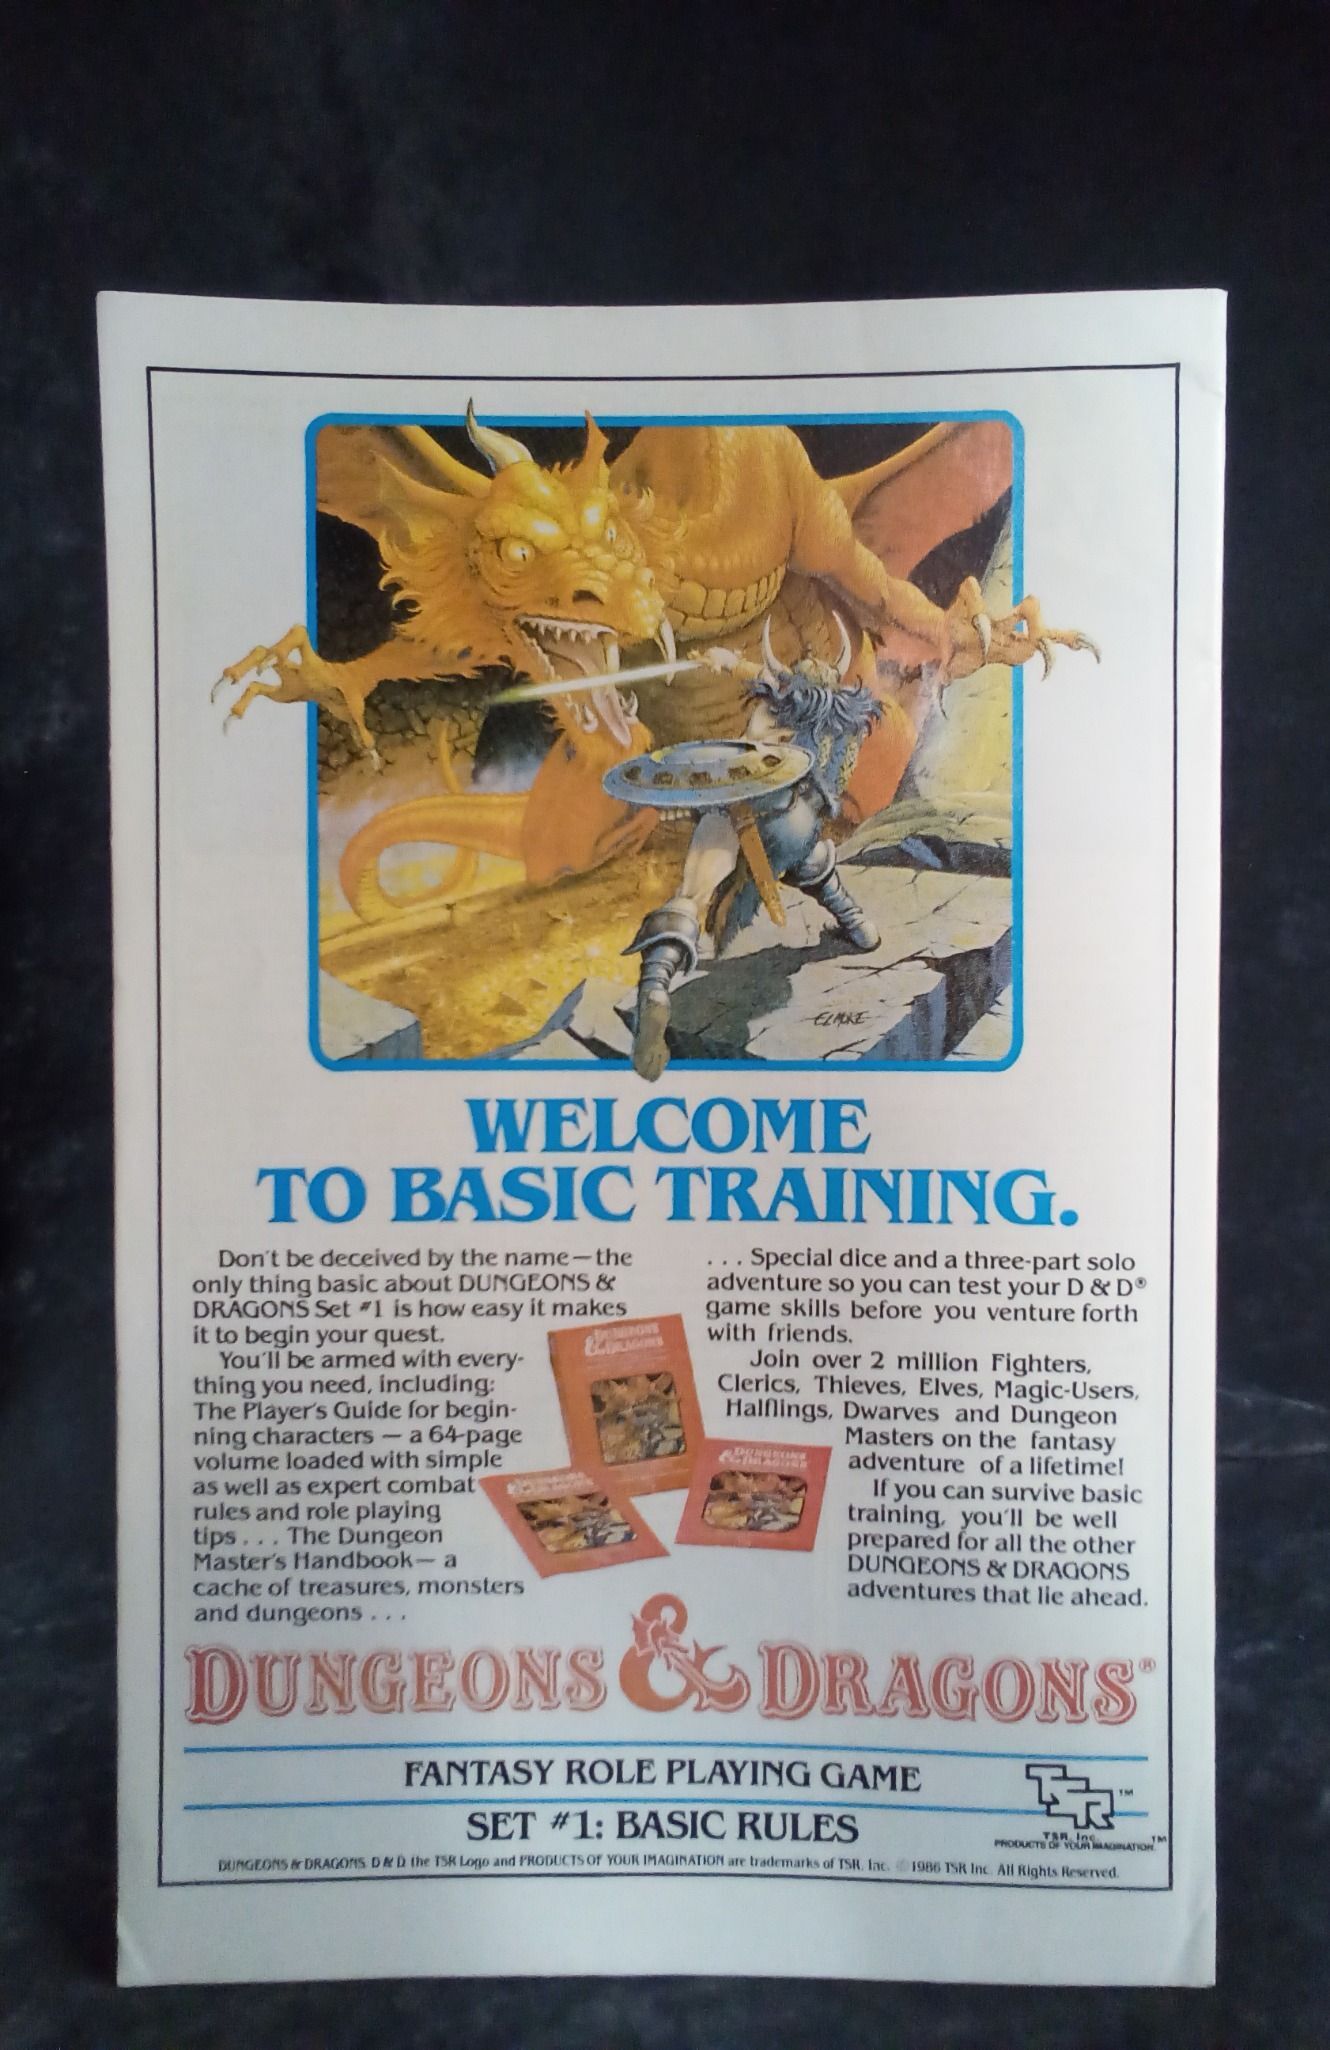 ELMORE
WELCOME
TO BASIC TRAINING.
Don't be deceived by the name—the
only thing basic about DUNGEONS &
DRAGONS Set #1 is how easy it makes
it to begin your quest.
You'll be armed with every-
thing you need, including:
The Player's Guide for begin-
ning characters — a 64-page
volume loaded with simple
as well as expert combat
rules and role playing
tips . . . The Dungeon
Master's Handbook— a
cache of treasures, monsters
and dungeons . . .
. . . Special dice and a three-part solo
adventure so you can test your D & D®
game skills before you venture forth
with friends.
Join over 2 million Fighters,
Clerics, Thieves, Elves, Magic-Users,
Halflings, Dwarves and Dungeon
Masters on the fantasy
adventure of a lifetime!
If you can survive basic
training, you'll be well
prepared for all the other
DUNGEONS & DRAGONS
adventures that lie ahead.
DUNGEONS
& DRAGONS
DUNGEONS
& DRAGONS
DUNGEONS
& DRAGONS
DUNGEONS & DRAGONS®
FANTASY ROLE PLAYING GAME
SET #1: BASIC RULES
TSR™
TSR, Inc.
PRODUCTS OF YOUR IMAGINATION™
DUNGEONS & DRAGONS, D & D, the TSR Logo and PRODUCTS OF YOUR IMAGINATION are trademarks of TSR, Inc. ©1986 TSR Inc. All Rights Reserved.